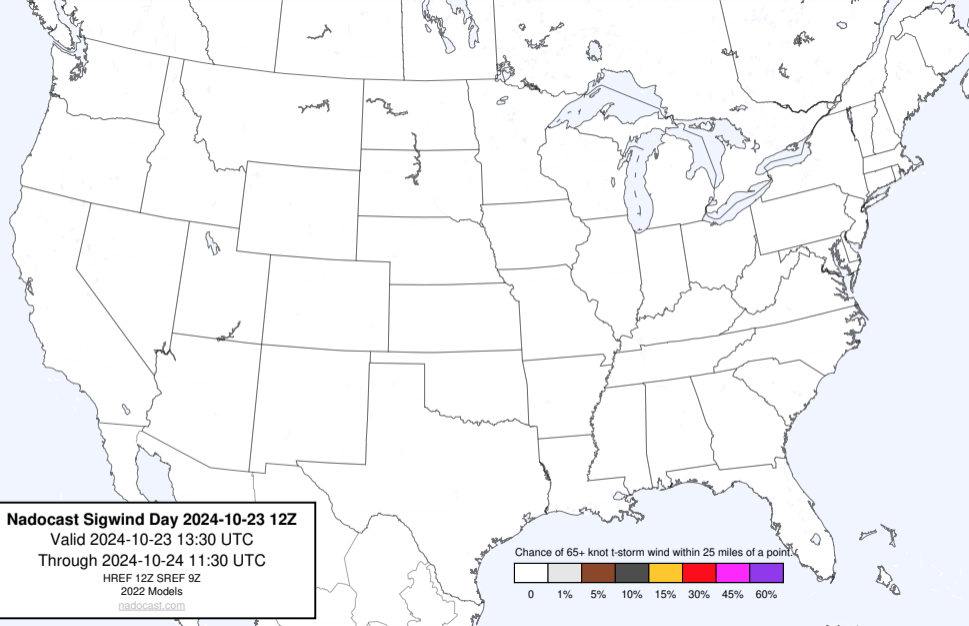 Nadocast Sigwind Day 2024-10-23 12Z
Valid 2024-10-23 13:30 UTC
Through 2024-10-24 11:30 UTC
HREF 12Z SREF 9Z
2022 Models
nadocast.com
Chance of 65+ knot t-storm wind within 25 miles of a point.
0 1% 5% 10% 15% 30% 45% 60%